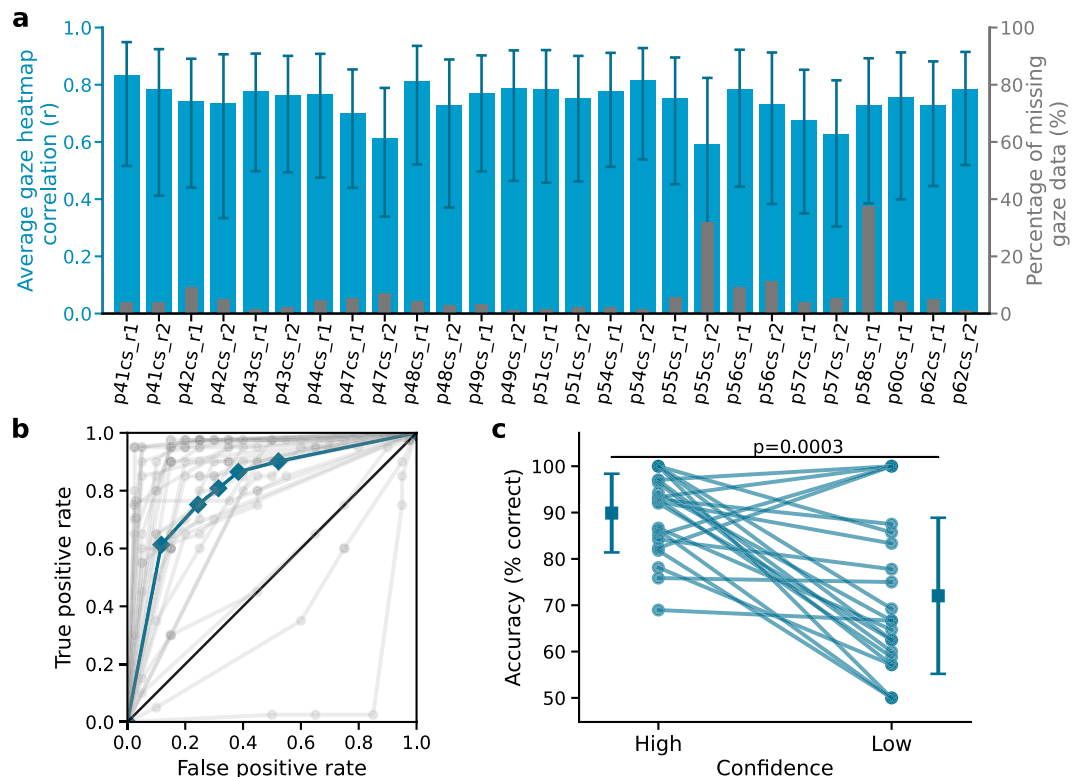 a
Average gaze heatmap
correlation (r)
1.0
0.8
0.6
0.4
0.2
0.0
100
80
60
40
20
0
Percentage of missing
gaze data (%)
p41cs_r1
p41cs_r2
p42cs_r1
p42cs_r2
p43cs_r1
p43cs_r2
p44cs_r1
p47cs_r1
p47cs_r2
p48cs_r1
p48cs_r2
p49cs_r1
p49cs_r2
p51cs_r1
p51cs_r2
p54cs_r1
p54cs_r2
p55cs_r1
p55cs_r2
p56cs_r1
p56cs_r2
p57cs_r1
p57cs_r2
p58cs_r1
p60cs_r1
p62cs_r1
p62cs_r2
b
True positive rate
1.0
0.8
0.6
0.4
0.2
0.0
0.0 0.2 0.4 0.6 0.8 1.0
False positive rate
c
p=0.0003
Accuracy (% correct)
100
90
80
70
60
50
High Low
Confidence